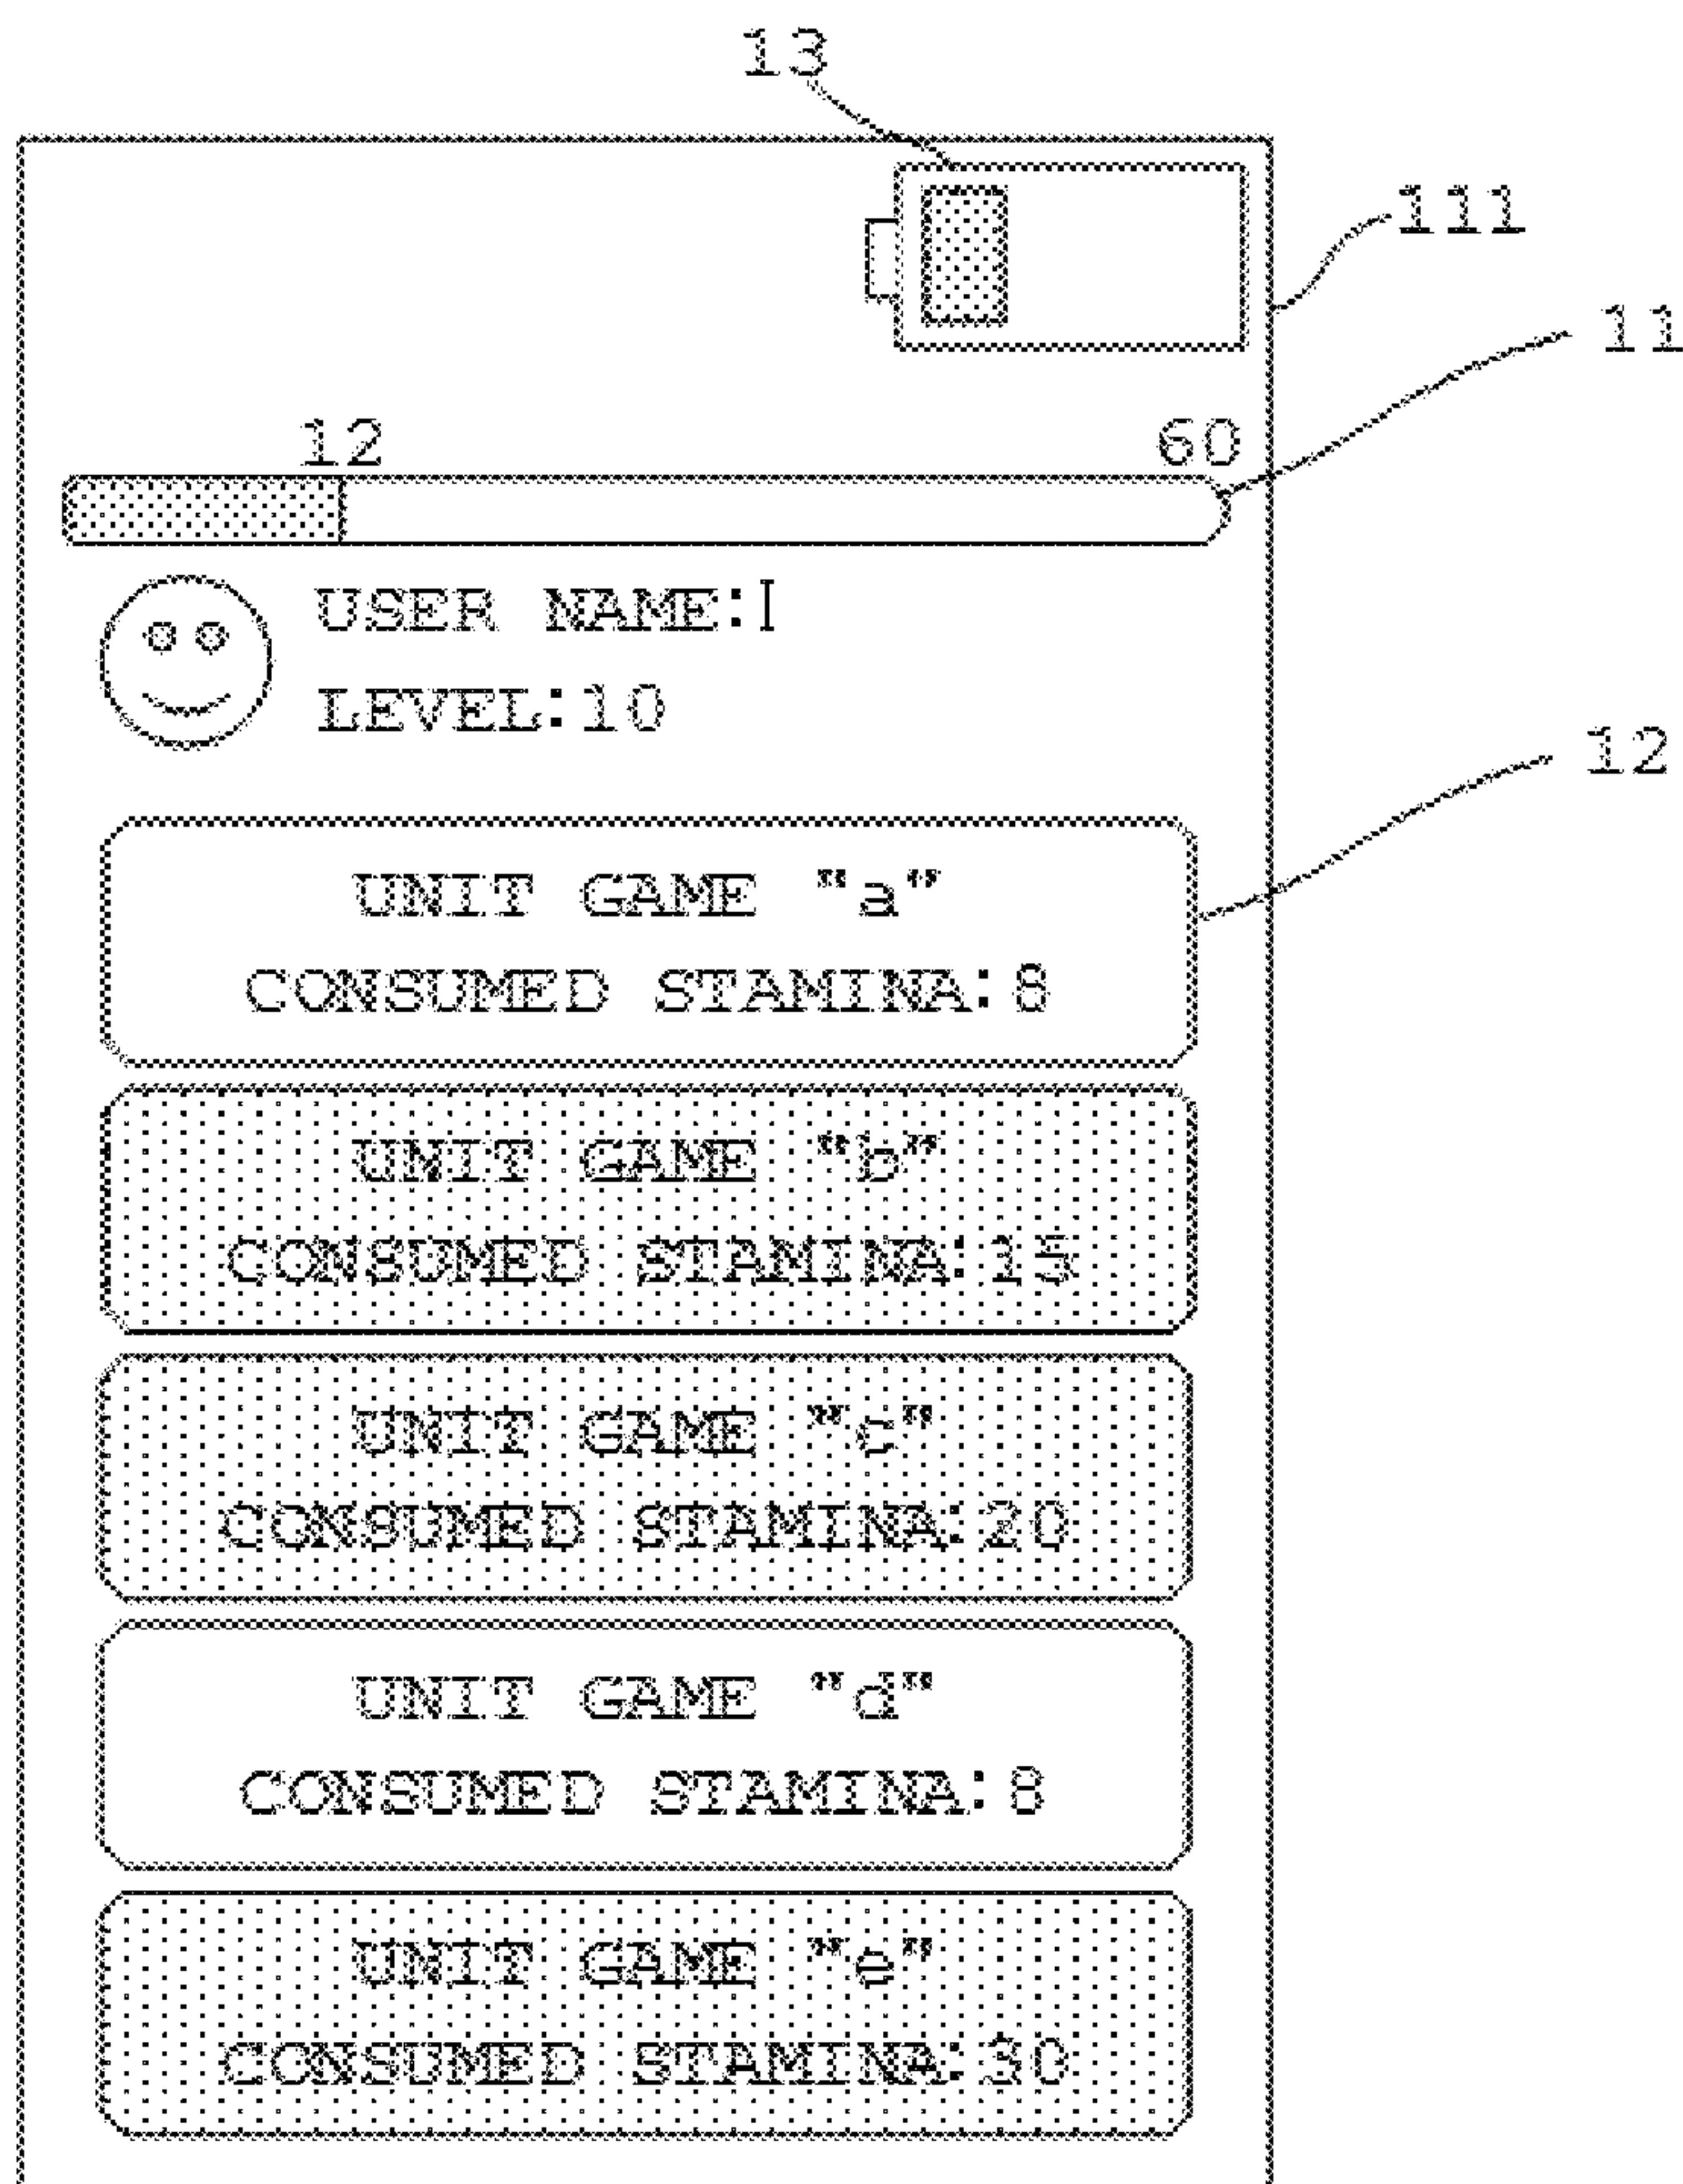 13
111
11
12 60
USER NAME:I
LEVEL:10
12
UNIT GAME "a"
CONSUMED STAMINA:8
UNIT GAME "b"
CONSUMED STAMINA:15
UNIT GAME "c"
CONSUMED STAMINA:20
UNIT GAME "d"
CONSUMED STAMINA:8
UNIT GAME "e"
CONSUMED STAMINA:30